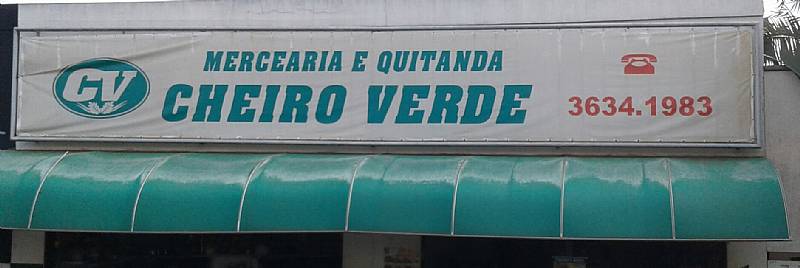 CV
MERCEARIA E QUITANDA
CHEIRO VERDE
3634.1983